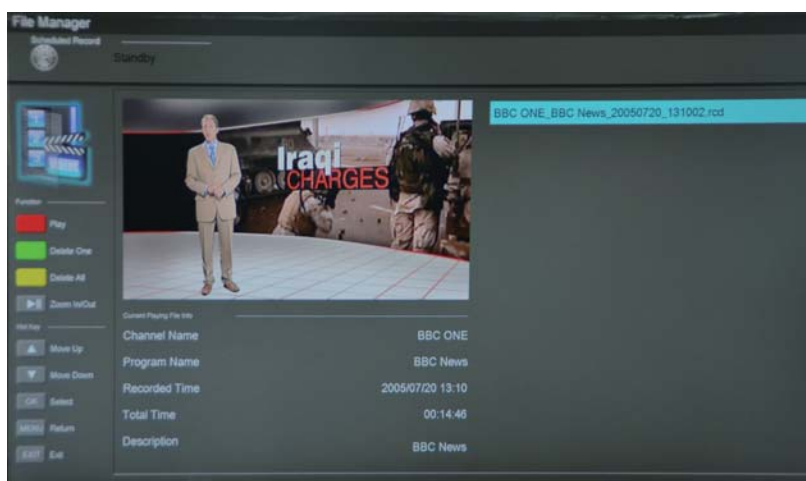 File Manager
Scheduled Record
Standby
BBC ONE_BBC News_20050720_131002.rcd
Iraqi
CHARGES
Function
Play
Delete One
Delete All
Zoom In/Out
Hot Key
Move Up
Move Down
OK Select
MENU Return
EXIT Exit
Current Playing File Info
Channel Name BBC ONE
Program Name BBC News
Recorded Time 2005/07/20 13:10
Total Time 00:14:46
Description BBC News